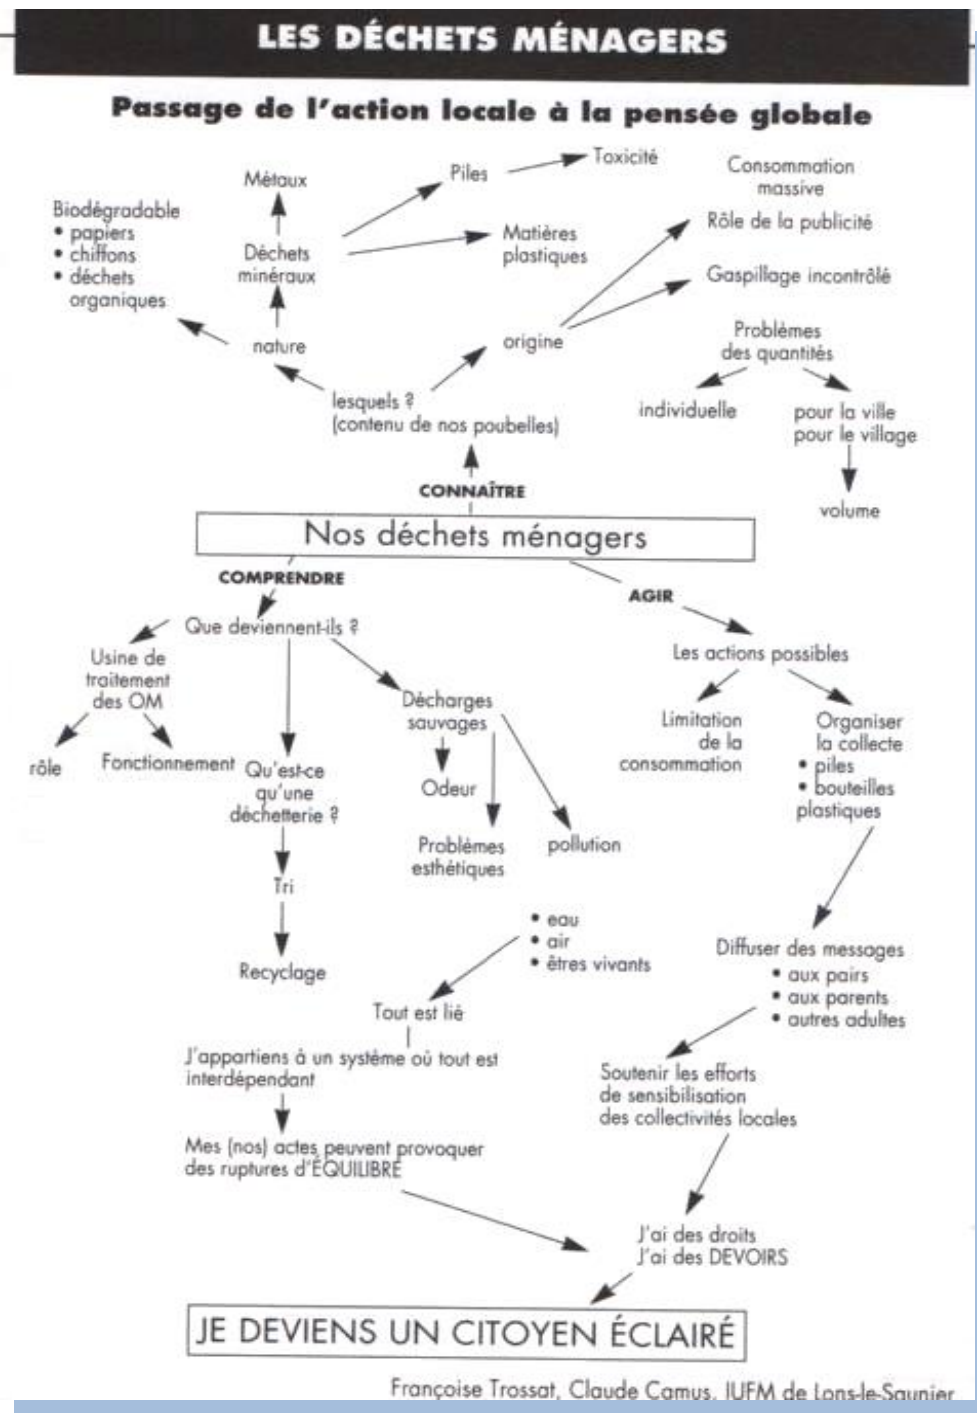 LES DÉCHETS MÉNAGERS
Passage de l'action locale à la pensée globale
Métaux
Piles
Toxicité
Consommation
massive
Biodégradable
• papiers
• chiffons
• déchets
organiques
Déchets
minéraux
Matières
plastiques
Rôle de la publicité
Gaspillage incontrôlé
nature
origine
Problèmes
des quantités
lesquels ?
(contenu de nos poubelles)
individuelle
pour la ville
pour le village
volume
CONNAÎTRE
Nos déchets ménagers
COMPRENDRE
AGIR
Que deviennent-ils ?
Les actions possibles
Usine de
traitement
des OM
rôle
Fonctionnement
Qu'est-ce
qu'une
déchetterie ?
Décharges
sauvages
Odeur
Problèmes
esthétiques
pollution
Limitation
de la
consommation
Organiser
la collecte
• piles
• bouteilles
plastiques
Tri
Recyclage
• eau
• air
• êtres vivants
Diffuser des messages
• aux pairs
• aux parents
• autres adultes
Tout est lié
J'appartiens à un système où tout est
interdépendant
Soutenir les efforts
de sensibilisation
des collectivités locales
Mes (nos) actes peuvent provoquer
des ruptures d'ÉQUILIBRE
J'ai des droits
J'ai des DEVOIRS
JE DEVIENS UN CITOYEN ÉCLAIRÉ
Françoise Trossat, Claude Camus, IUFM de Lons-le-Saunier